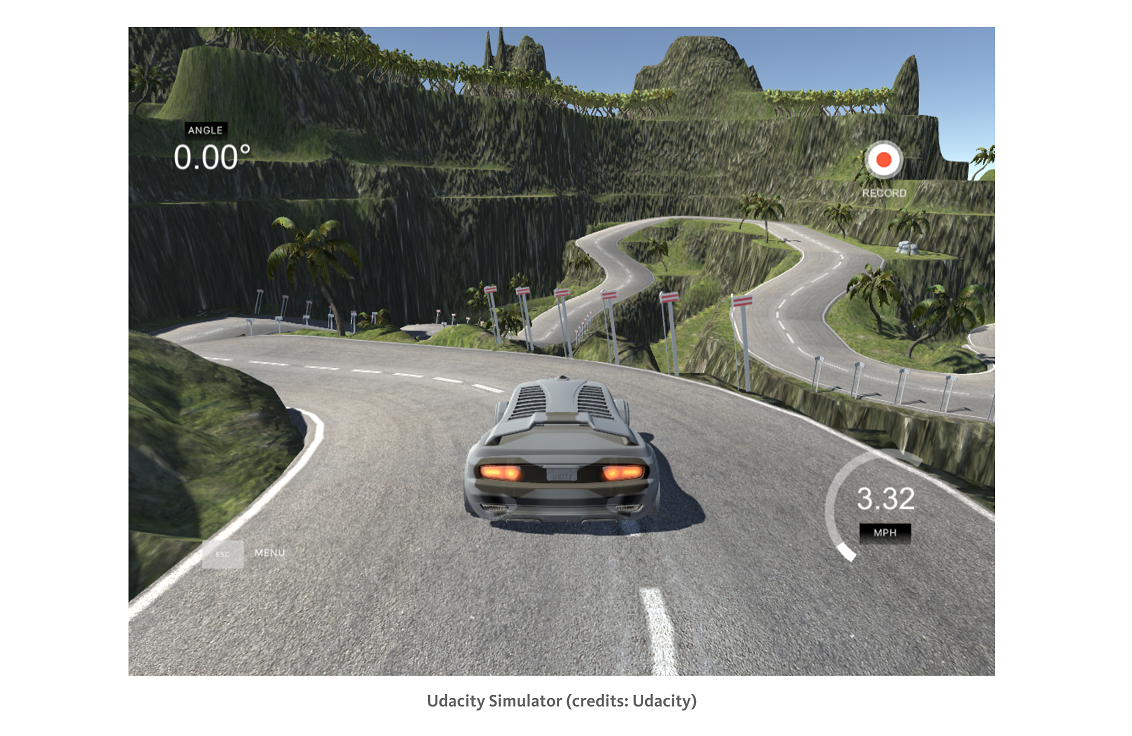 ANGLE
0.00°
RECORD
3.32
MPH
ESC
MENU
Udacity Simulator (credits: Udacity)